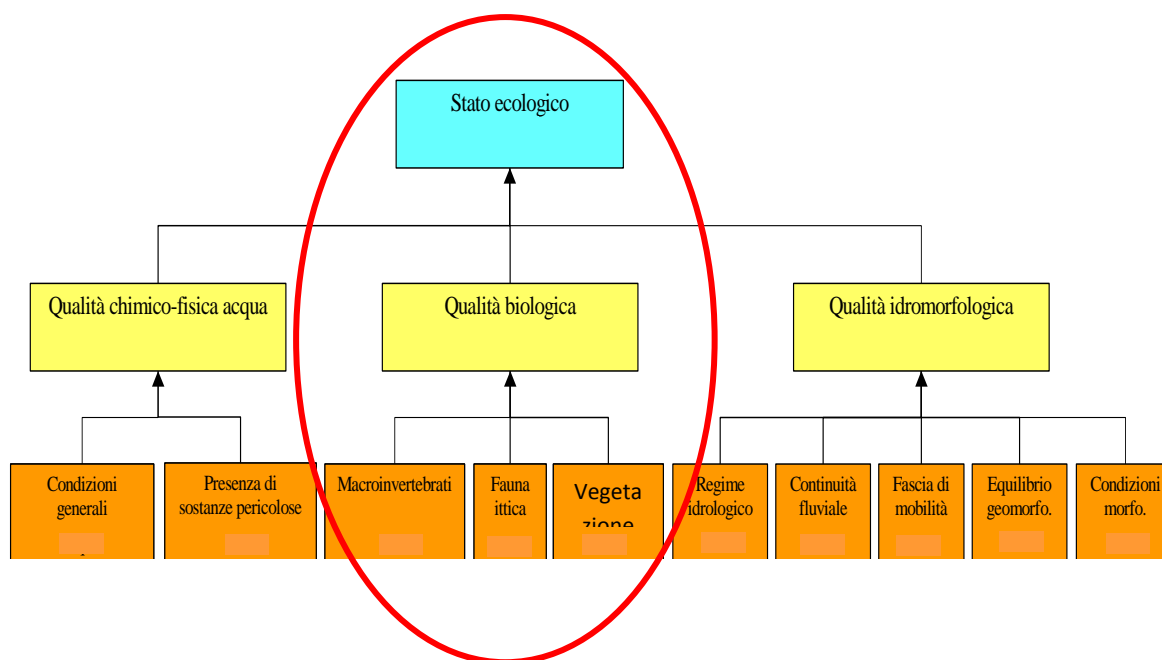 Stato ecologico
Qualità chimico-fisica acqua
Qualità biologica
Qualità idromorfologica
Condizioni
generali
Presenza di
sostanze pericolose
Macroinvertebrati
Fauna
ittica
Vegeta
zione
Regime
idrologico
Continuità
fluviale
Fascia di
mobilità
Equilibrio
geomorfo.
Condizioni
morfo.